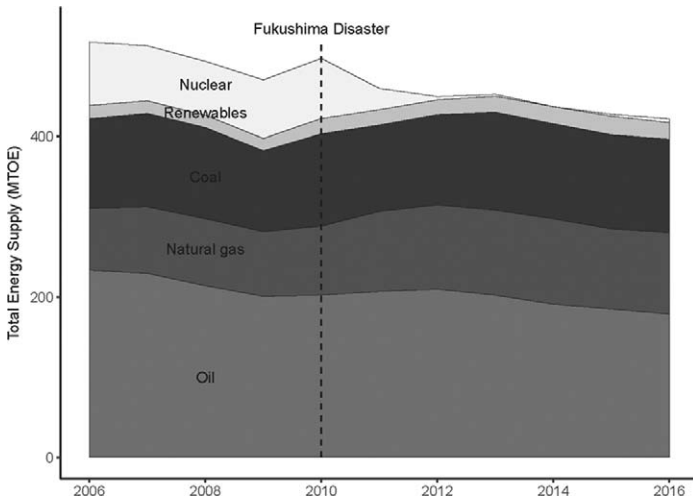 Fukushima Disaster
Nuclear
Renewables
Coal
Natural gas
Oil
Total Energy Supply (MTOE)
400
200
0
2006 2008 2010 2012 2014 2016